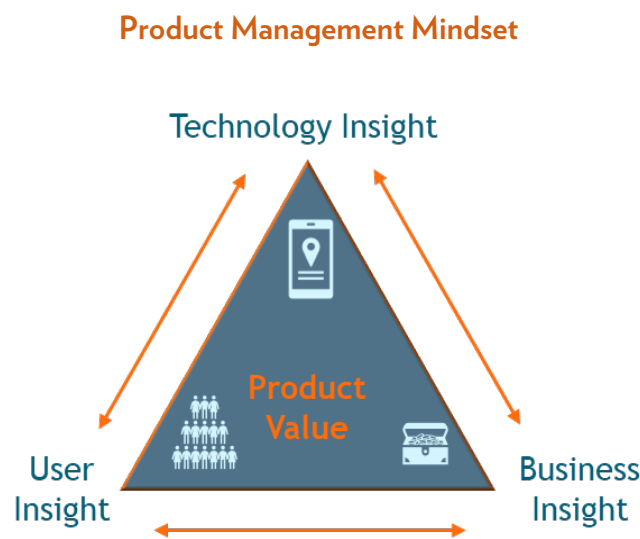 Product Management Mindset
Technology Insight
Product
Value
User
Insight
Business
Insight